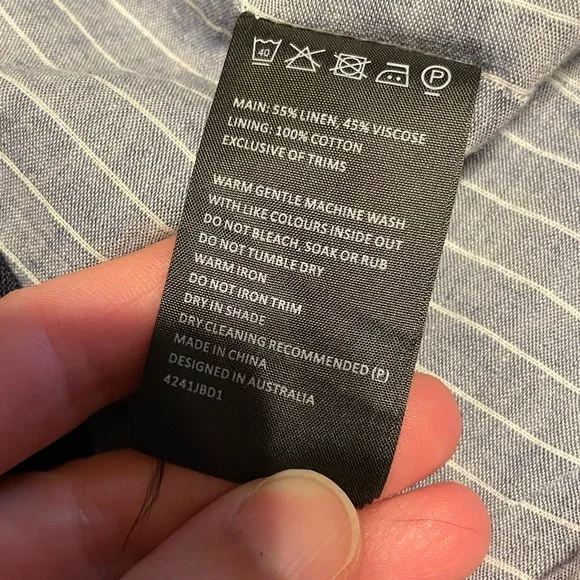 40 P
MAIN: 55% LINEN, 45% VISCOSE
LINING: 100% COTTON
EXCLUSIVE OF TRIMS
WARM GENTLE MACHINE WASH
WITH LIKE COLOURS INSIDE OUT
DO NOT BLEACH, SOAK OR RUB
DO NOT TUMBLE DRY
WARM IRON
DO NOT IRON TRIM
DRY IN SHADE
DRY CLEANING RECOMMENDED (P)
MADE IN CHINA
DESIGNED IN AUSTRALIA
4241JBD1